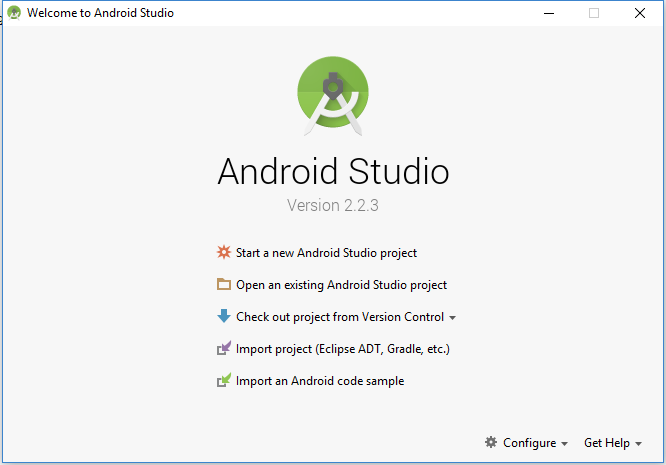 Welcome to Android Studio
Android Studio
Version 2.2.3
Start a new Android Studio project
Open an existing Android Studio project
Check out project from Version Control
Import project (Eclipse ADT, Gradle, etc.)
Import an Android code sample
Configure Get Help